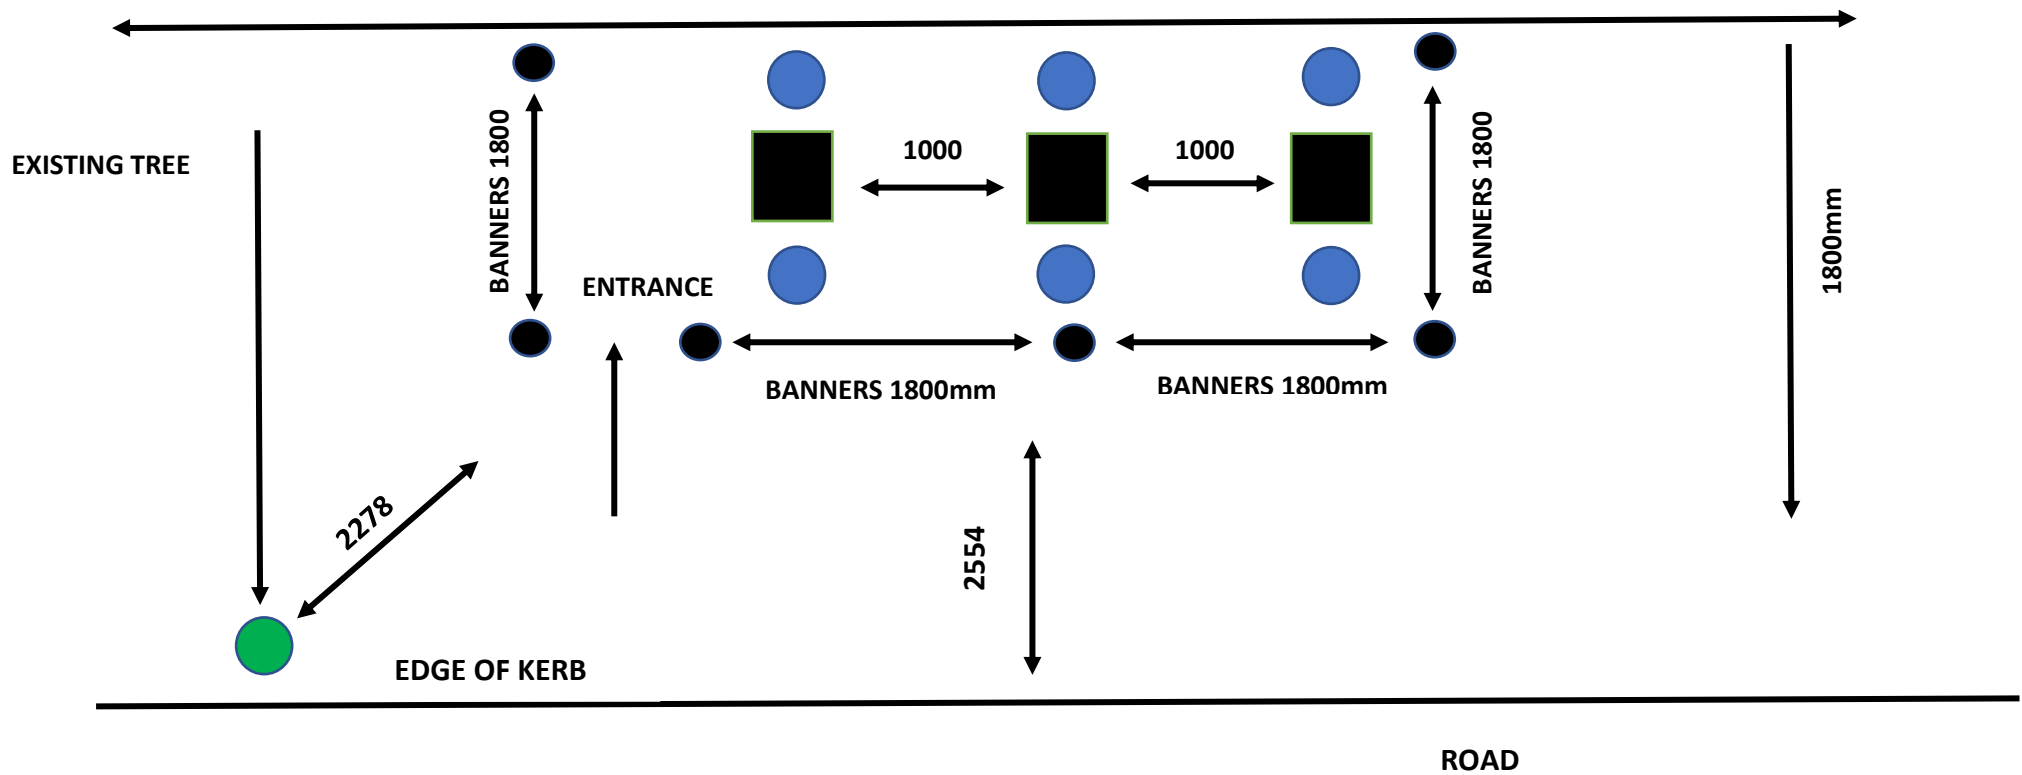 EXISTING TREE
BANNERS 1800
1000
1000
BANNERS 1800
1800mm
ENTRANCE
BANNERS 1800mm
BANNERS 1800mm
2278
2554
EDGE OF KERB
ROAD